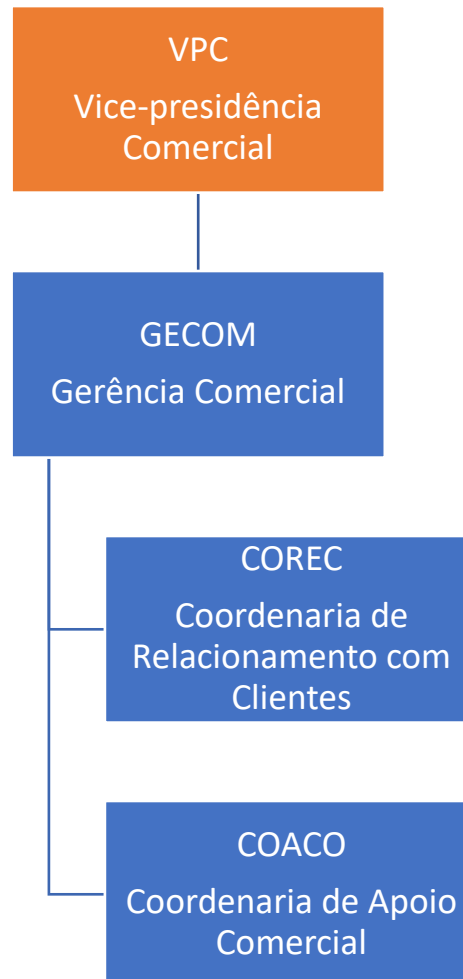 VPC
Vice-presidência
Comercial
GECOM
Gerência Comercial
COREC
Coordenaria de
Relacionamento com
Clientes
COACO
Coordenaria de Apoio
Comercial